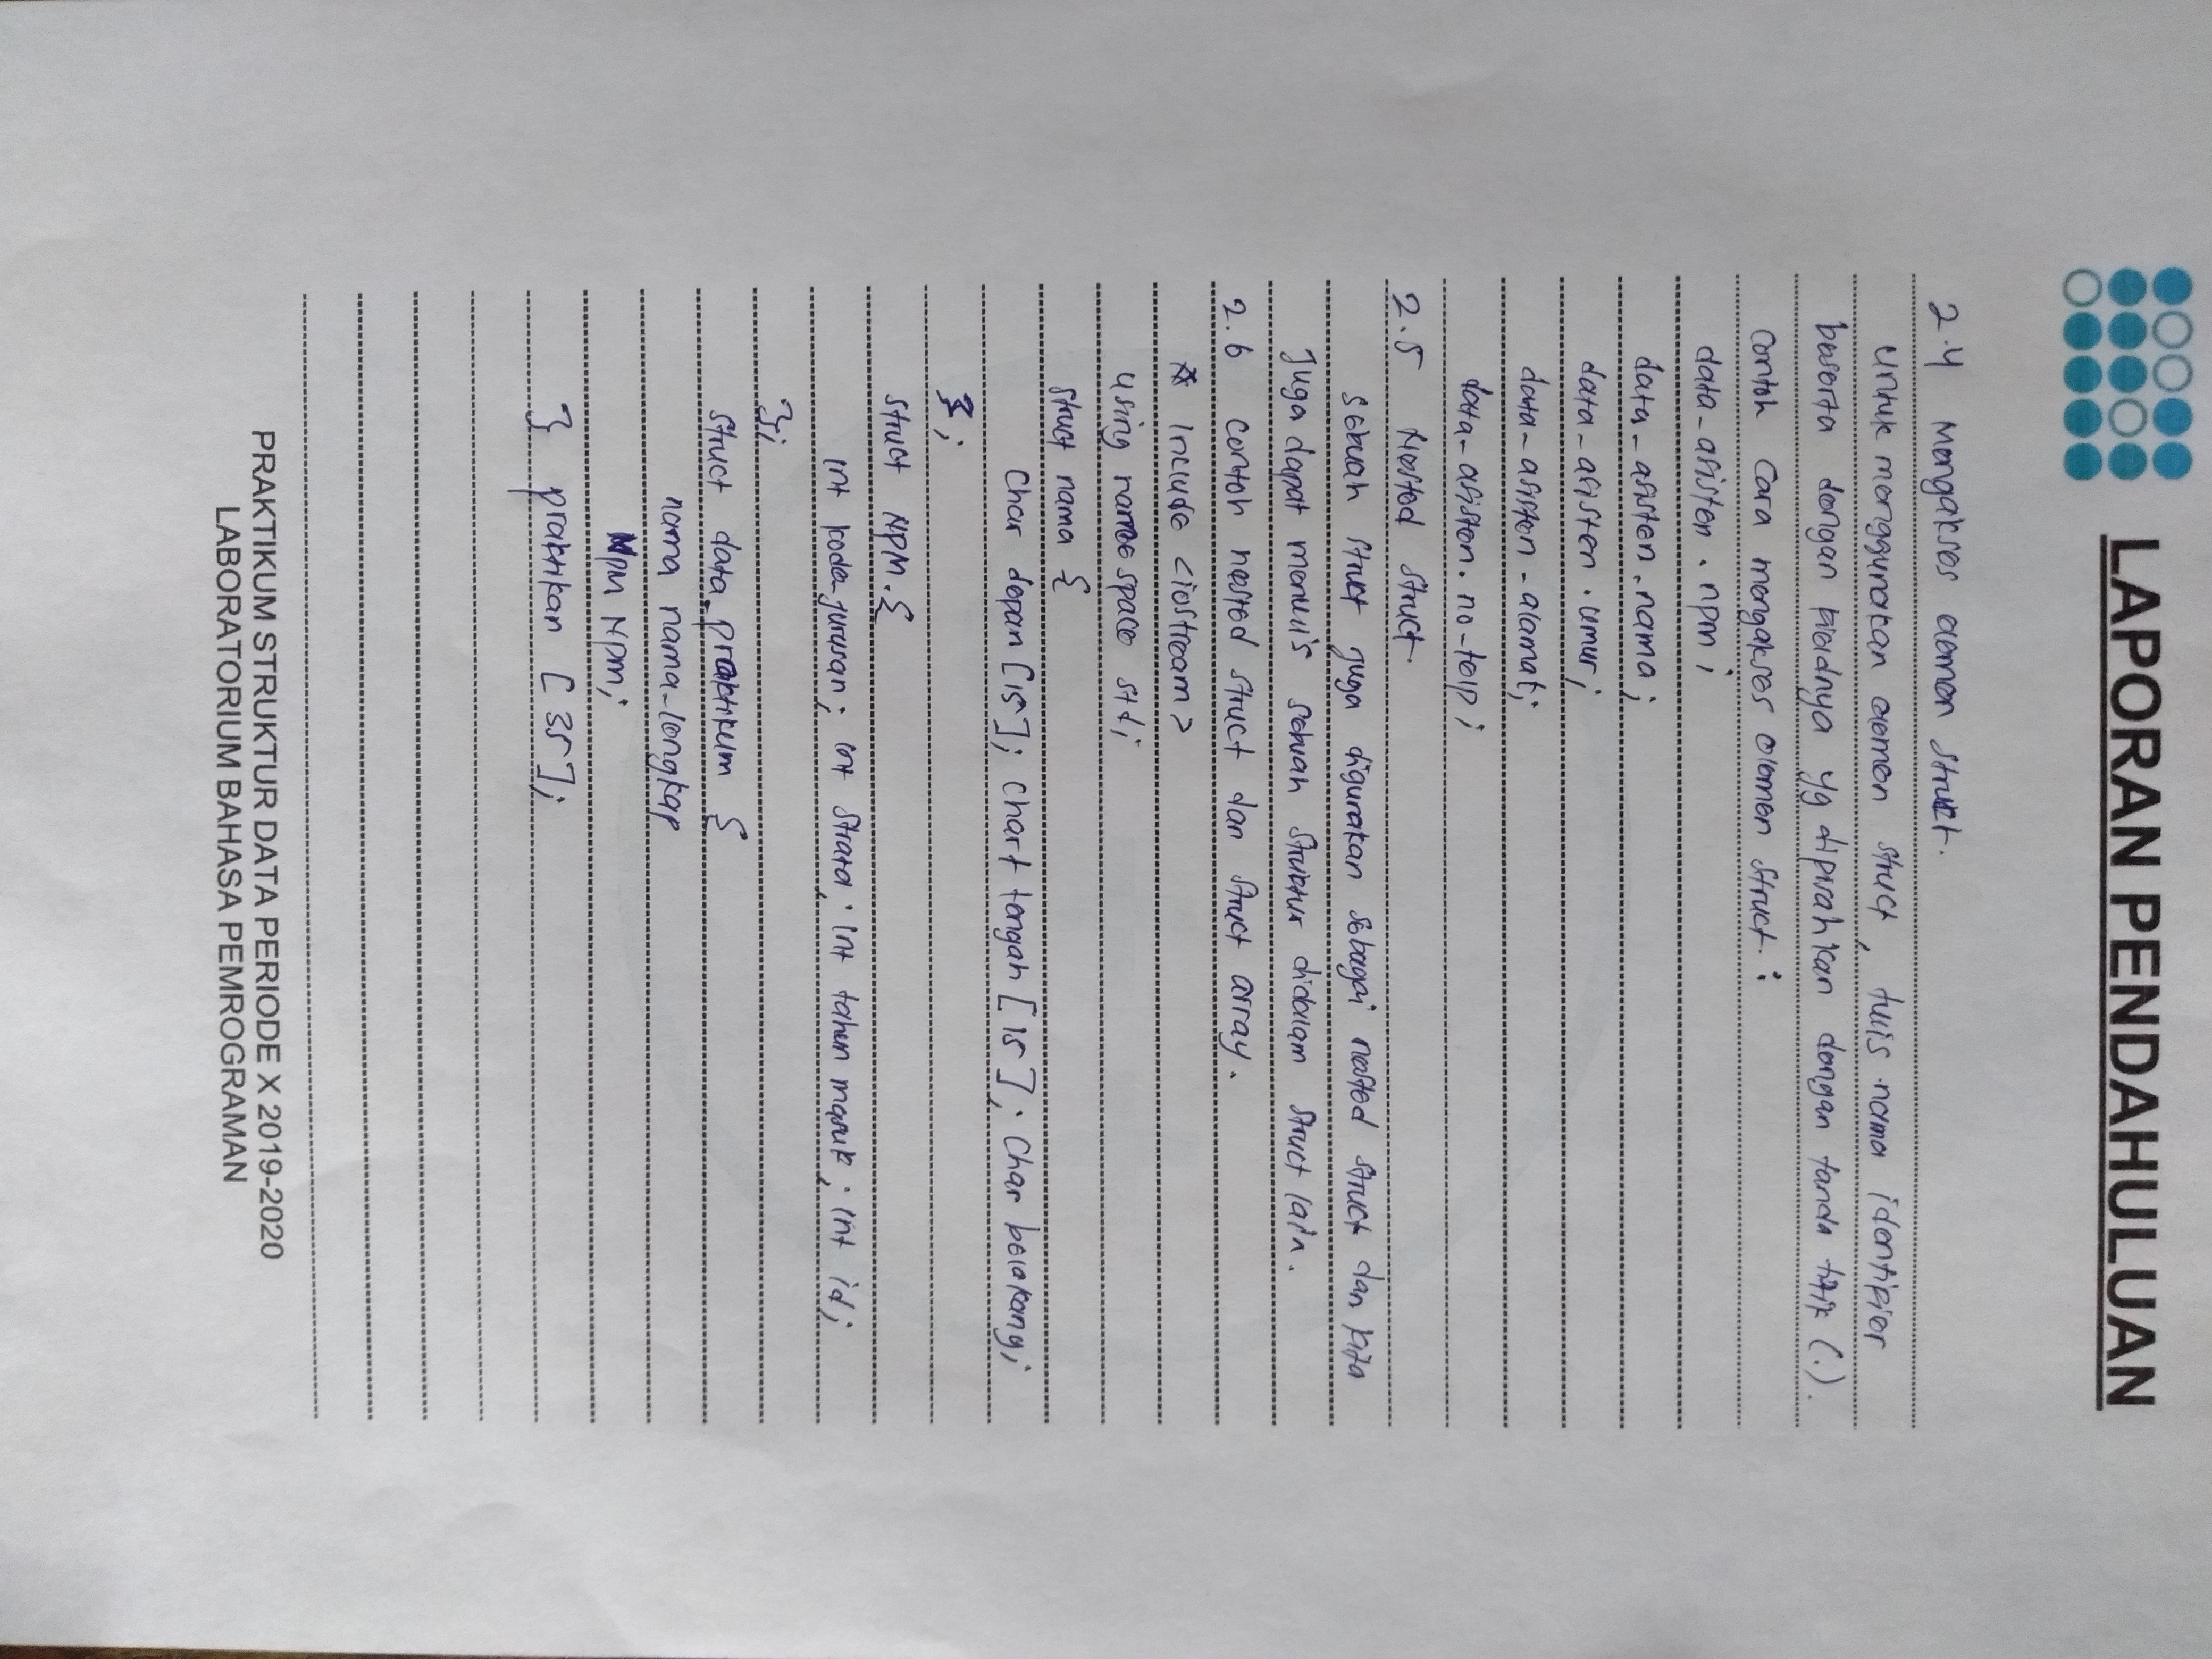 LAPORAN PENDAHULUAN
2.4 Mengakses elemen struct.
Untuk menggunakan elemen struct, tulis nama identifier
beserta dengan fieldnya yg dipisahkan dengan tanda titik (.).
Contoh Cara mengakses elemen struct. :
data_asisten . npm ;
data_asisten . nama ;
data_asisten . umur ;
data_asisten - alamat ;
data_asisten . no_telp ;
2.5 Nested struct.
Sebuah struct juga digunakan sebagai nested struct dan kita
Juga dapat menulis sebuah struktur didalam struct lain.
2.6 Contoh nested struct dan struct array.
# Include <iostream>
using name space std;
struct nama {
Char depan [15]; Chart tengah [15]; Char belakang;
};
struct NPM. {
int kode_jurusan; int strata; int tahun masuk; int id;
};
struct data_praktikum {
nama nama_lengkap
NPM Npm;
} praktikan [35];
PRAKTIKUM STRUKTUR DATA PERIODE X 2019-2020
LABORATORIUM BAHASA PEMROGRAMAN